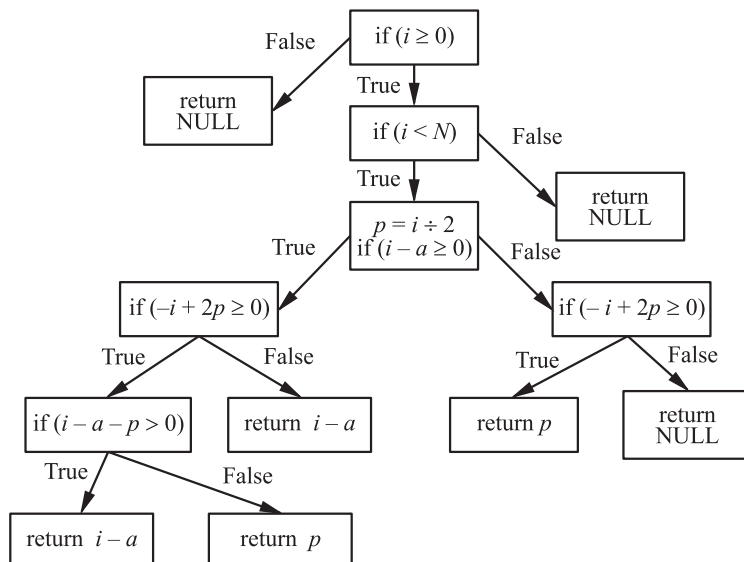 if (i ≥ 0)
False
True
return
NULL
if (i < N)
False
True
return
NULL
p = i ÷ 2
if (i – a ≥ 0)
True
False
if (–i + 2p ≥ 0)
if (– i + 2p ≥ 0)
True
False
True
False
if (i – a – p > 0)
return i – a
return p
return
NULL
True
False
return i – a
return p